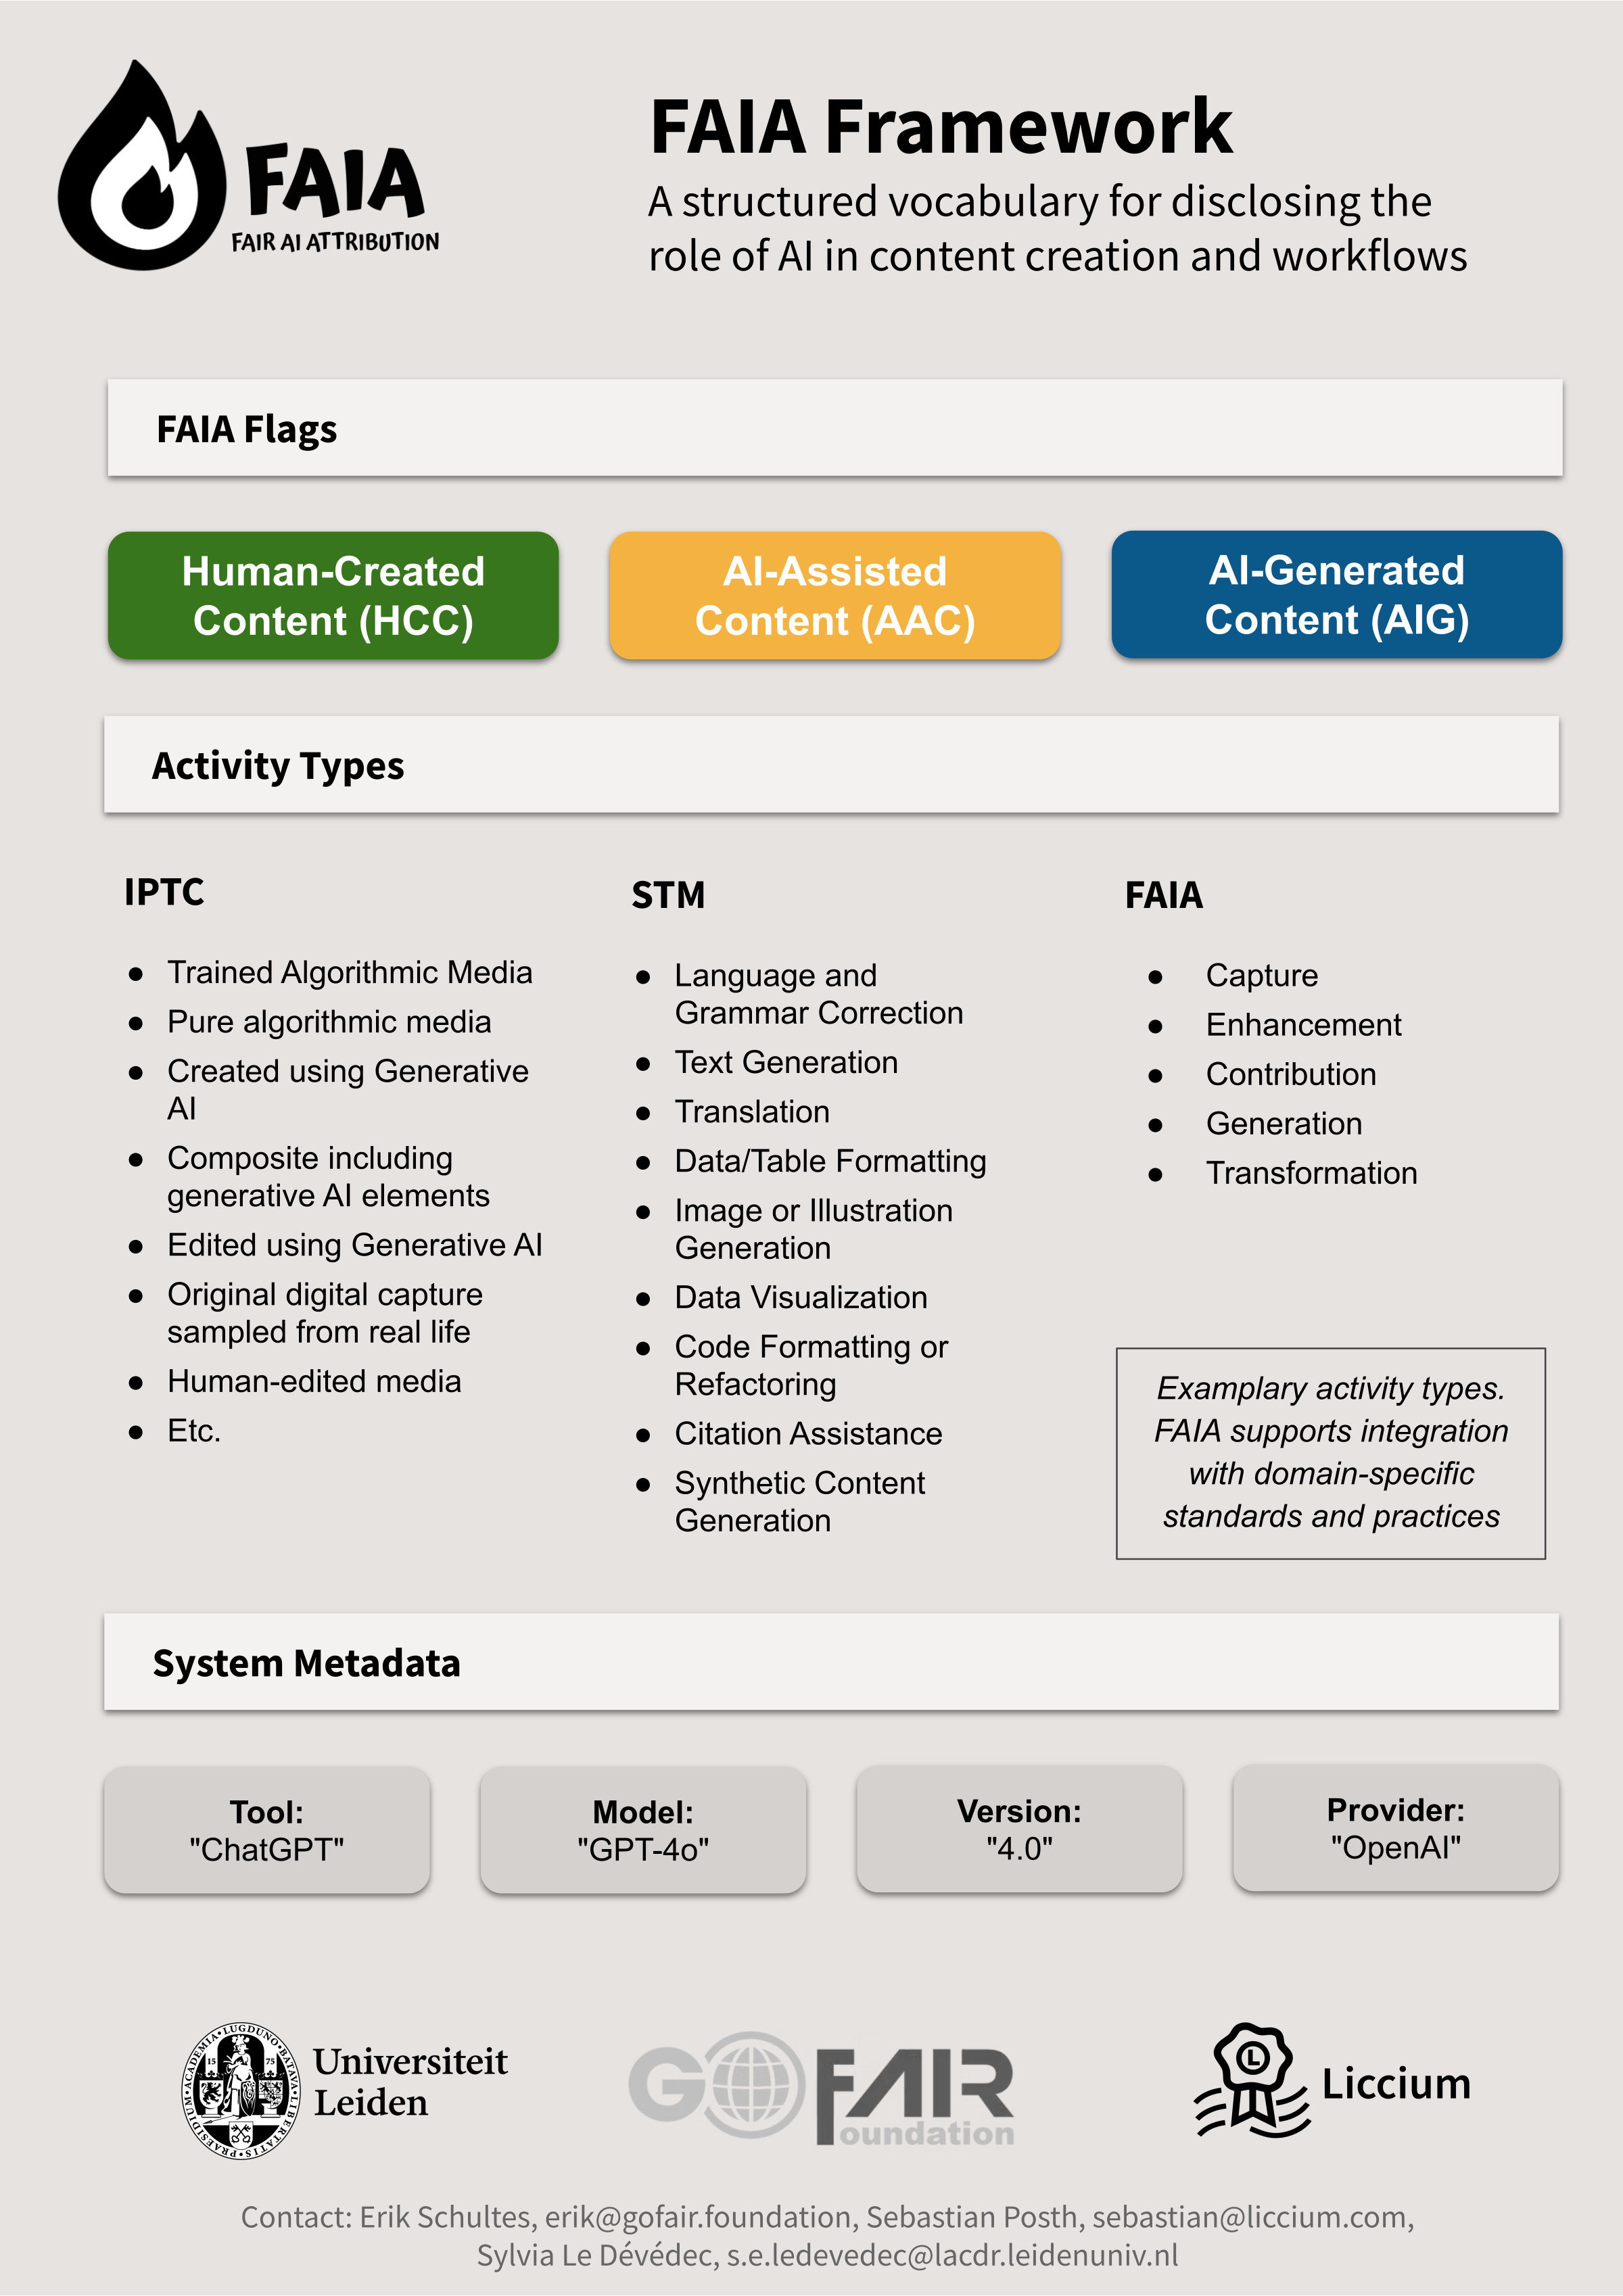 FAIA
FAIR AI ATTRIBUTION
FAIA Framework
A structured vocabulary for disclosing the
role of AI in content creation and workflows
FAIA Flags
Human-Created
Content (HCC)
AI-Assisted
Content (AAC)
AI-Generated
Content (AIG)
Activity Types
IPTC
● Trained Algorithmic Media
● Pure algorithmic media
● Created using Generative
AI
● Composite including
generative AI elements
● Edited using Generative AI
● Original digital capture
sampled from real life
● Human-edited media
● Etc.
STM
● Language and
Grammar Correction
● Text Generation
● Translation
● Data/Table Formatting
● Image or Illustration
Generation
● Data Visualization
● Code Formatting or
Refactoring
● Citation Assistance
● Synthetic Content
Generation
FAIA
● Capture
● Enhancement
● Contribution
● Generation
● Transformation
Examplary activity types.
FAIA supports integration
with domain-specific
standards and practices
System Metadata
Tool:
"ChatGPT"
Model:
"GPT-4o"
Version:
"4.0"
Provider:
"OpenAI"
ACADEMIA·LUGDUNO·BATAVA·LIBERTATIS·PRAESIDIUM
15 75
Universiteit
Leiden
GO FAIR
Foundation
L
Liccium
Contact: Erik Schultes, erik@gofair.foundation, Sebastian Posth, sebastian@liccium.com,
Sylvia Le Dévédec, s.e.ledevedec@lacdr.leidenuniv.nl